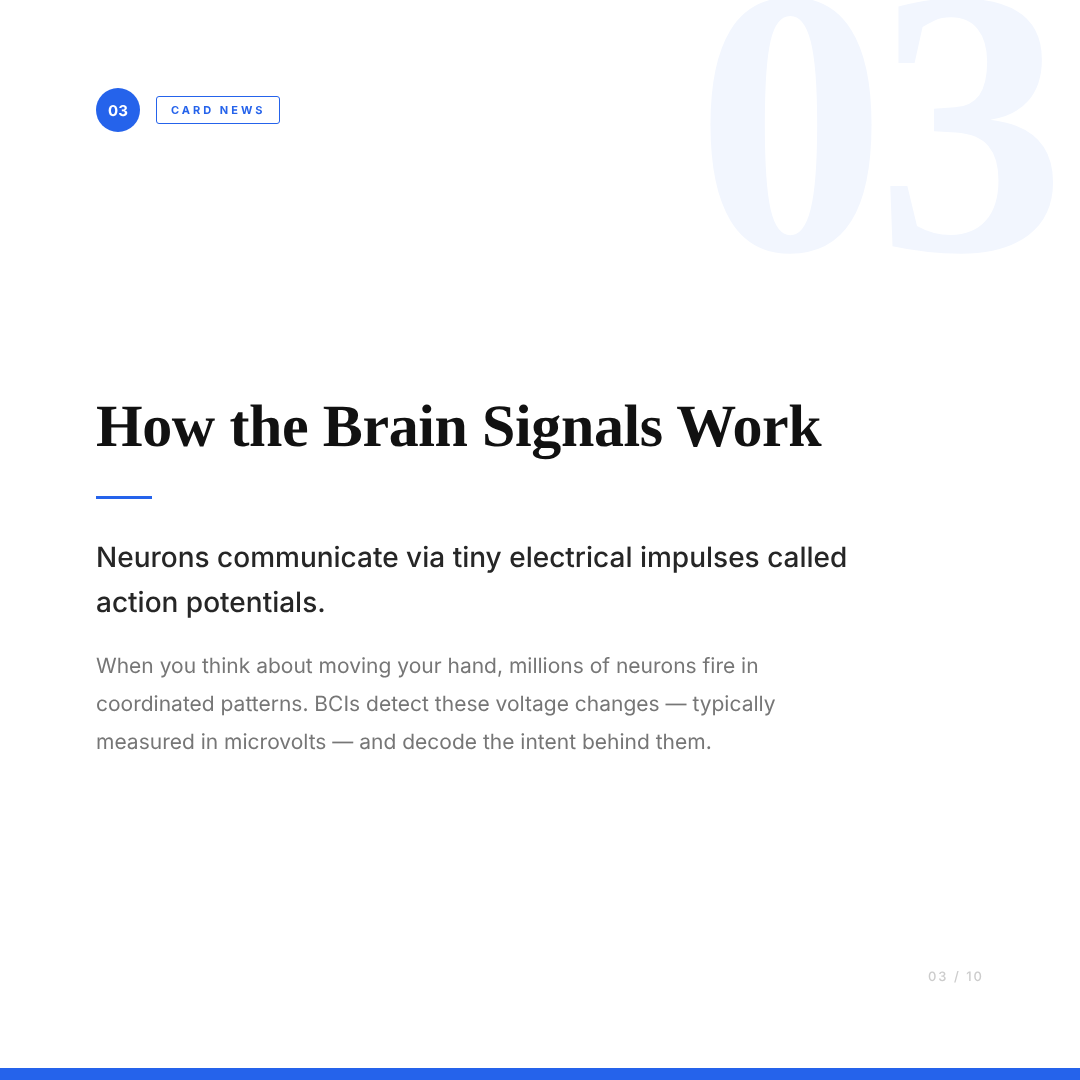 03
03
CARD NEWS
How the Brain Signals Work
Neurons communicate via tiny electrical impulses called
action potentials.
When you think about moving your hand, millions of neurons fire in
coordinated patterns. BCIs detect these voltage changes — typically
measured in microvolts — and decode the intent behind them.
03 / 10